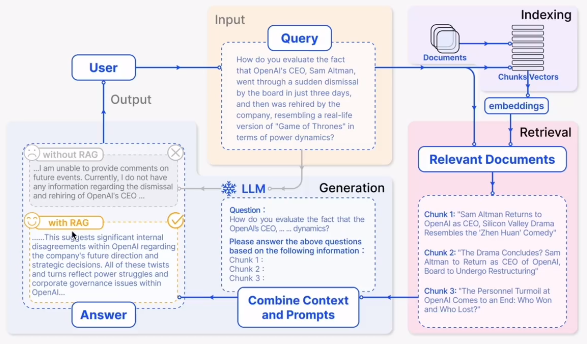 Input
Indexing
Query
Documents
Chunks
Vectors
User
Output
How do you evaluate the fact
that OpenAI's CEO, Sam Altman,
went through a sudden dismissal
by the board in just three days,
and then was rehired by the
company, resembling a real-life
version of "Game of Thrones" in
terms of power dynamics?
embeddings
Retrieval
Relevant Documents
without RAG
...I am unable to provide comments on
future events. Currently, I do not have
any information regarding the dismissal
and rehiring of OpenAI's CEO ...
LLM
Generation
Question :
How do you evaluate the fact that the
OpenAI's CEO, ... ... dynamics?
Please answer the above questions
based on the following information :
Chunk 1 :
Chunk 2 :
Chunk 3 :
Chunk 1: "Sam Altman Returns to
OpenAI as CEO, Silicon Valley Drama
Resembles the 'Zhen Huan' Comedy"
Chunk 2: "The Drama Concludes? Sam
Altman to Return as CEO of OpenAI,
Board to Undergo Restructuring"
Chunk 3: "The Personnel Turmoil at
OpenAI Comes to an End: Who Won
and Who Lost?"
with RAG
......This suggests significant internal
disagreements within OpenAI regarding
the company's future direction and
strategic decisions. All of these twists
and turns reflect power struggles and
corporate governance issues within
OpenAI...
Answer
Combine Context
and Prompts